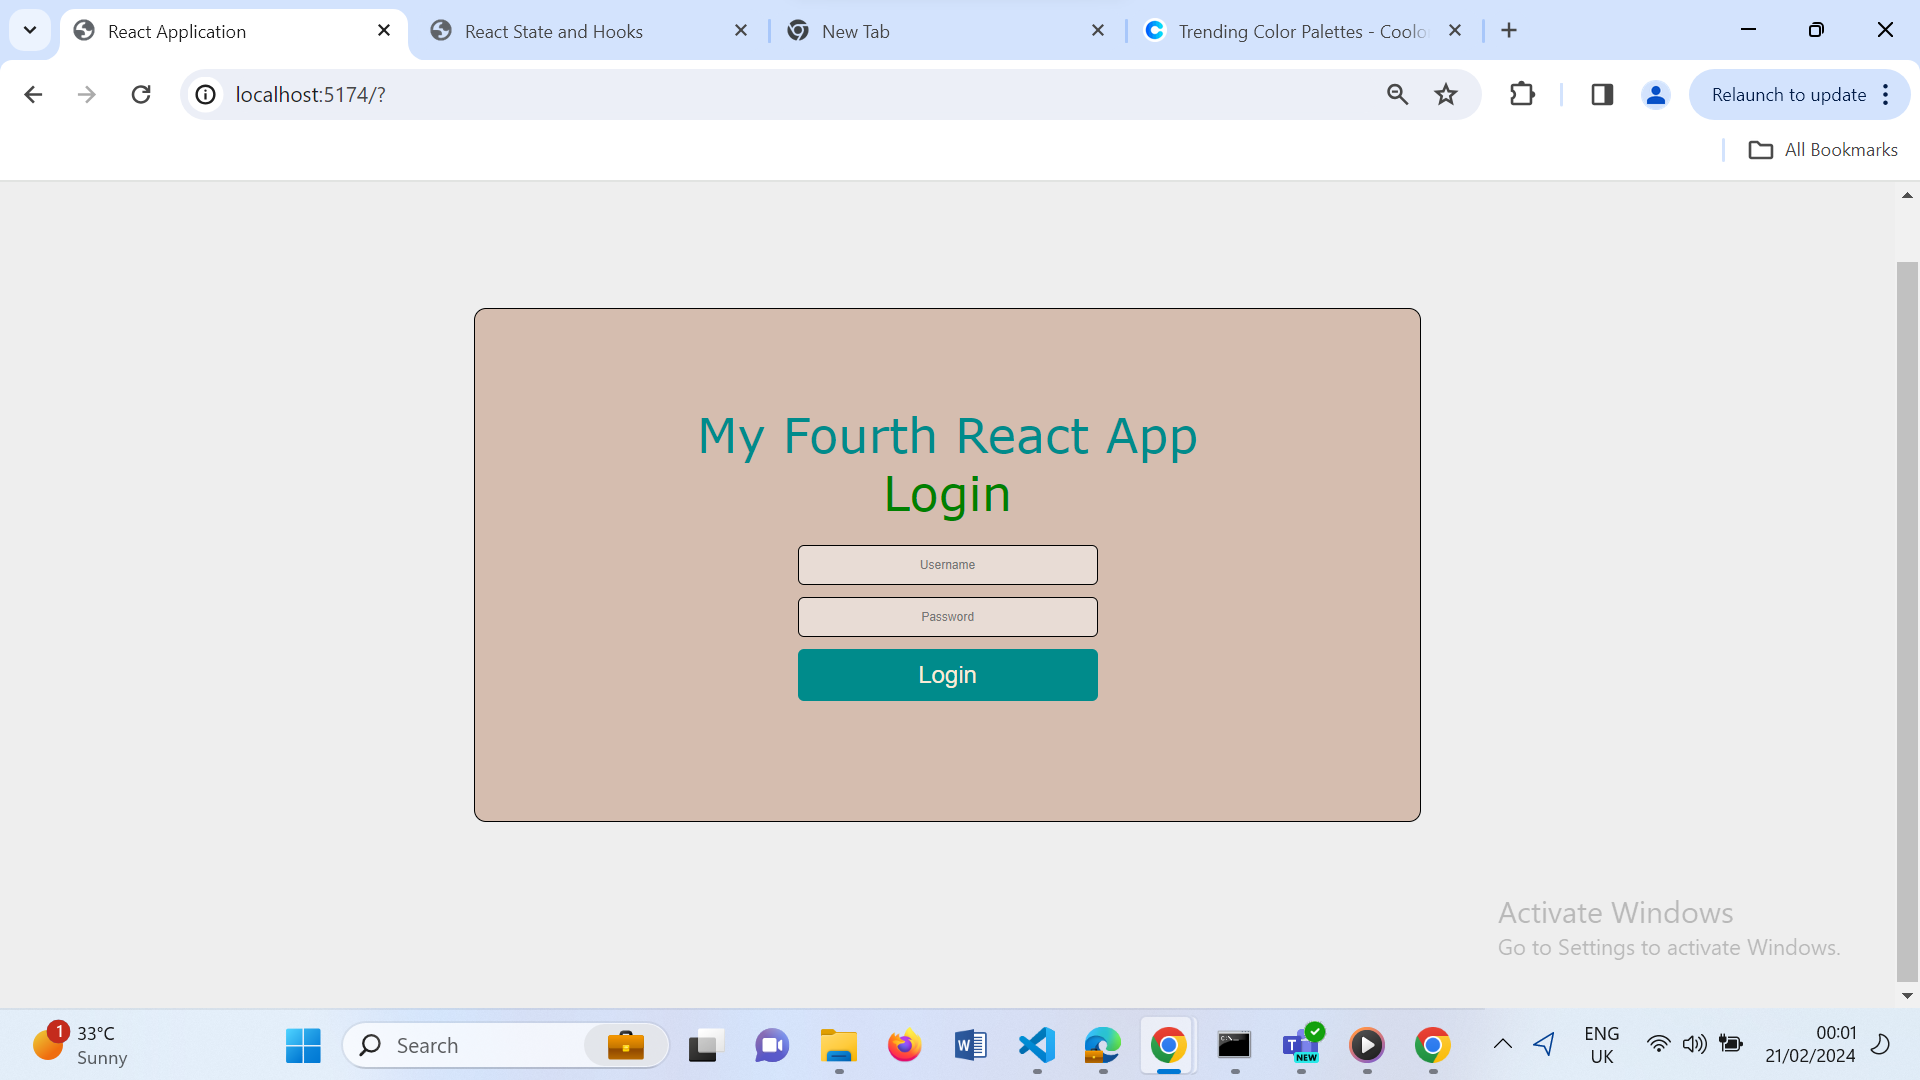 React Application
React State and Hooks
New Tab
Trending Color Palettes - Coolo
localhost:5174/?
Relaunch to update
All Bookmarks
My Fourth React App
Login
Username
Password
Login
Activate Windows
Go to Settings to activate Windows.
1
33°C
Sunny
Search
NEW
ENG
UK
00:01
21/02/2024